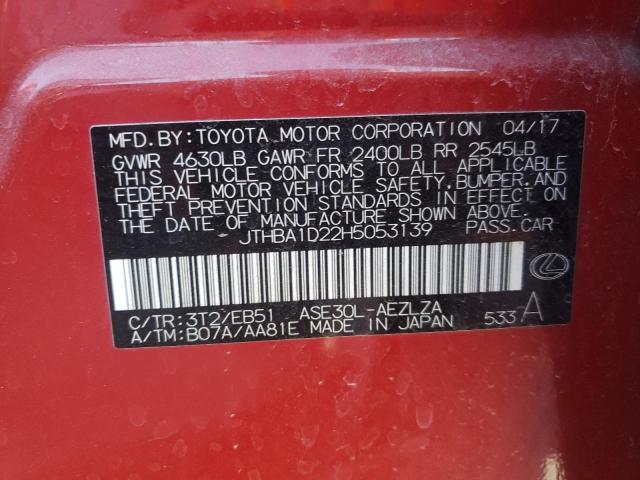 MFD.BY:TOYOTA MOTOR CORPORATION 04/17
GVWR 4630LB GAWR FR 2400LB RR 2545LB
THIS VEHICLE CONFORMS TO ALL APPLICABLE
FEDERAL MOTOR VEHICLE SAFETY,BUMPER,AND
THEFT PREVENTION STANDARDS IN EFFECT ON
THE DATE OF MANUFACTURE SHOWN ABOVE.
JTHBA1D22H5053139 PASS.CAR
C/TR:3T2/EB51 ASE30L-AEZLZA
A/TM:B07A/AA81E MADE IN JAPAN 533 A